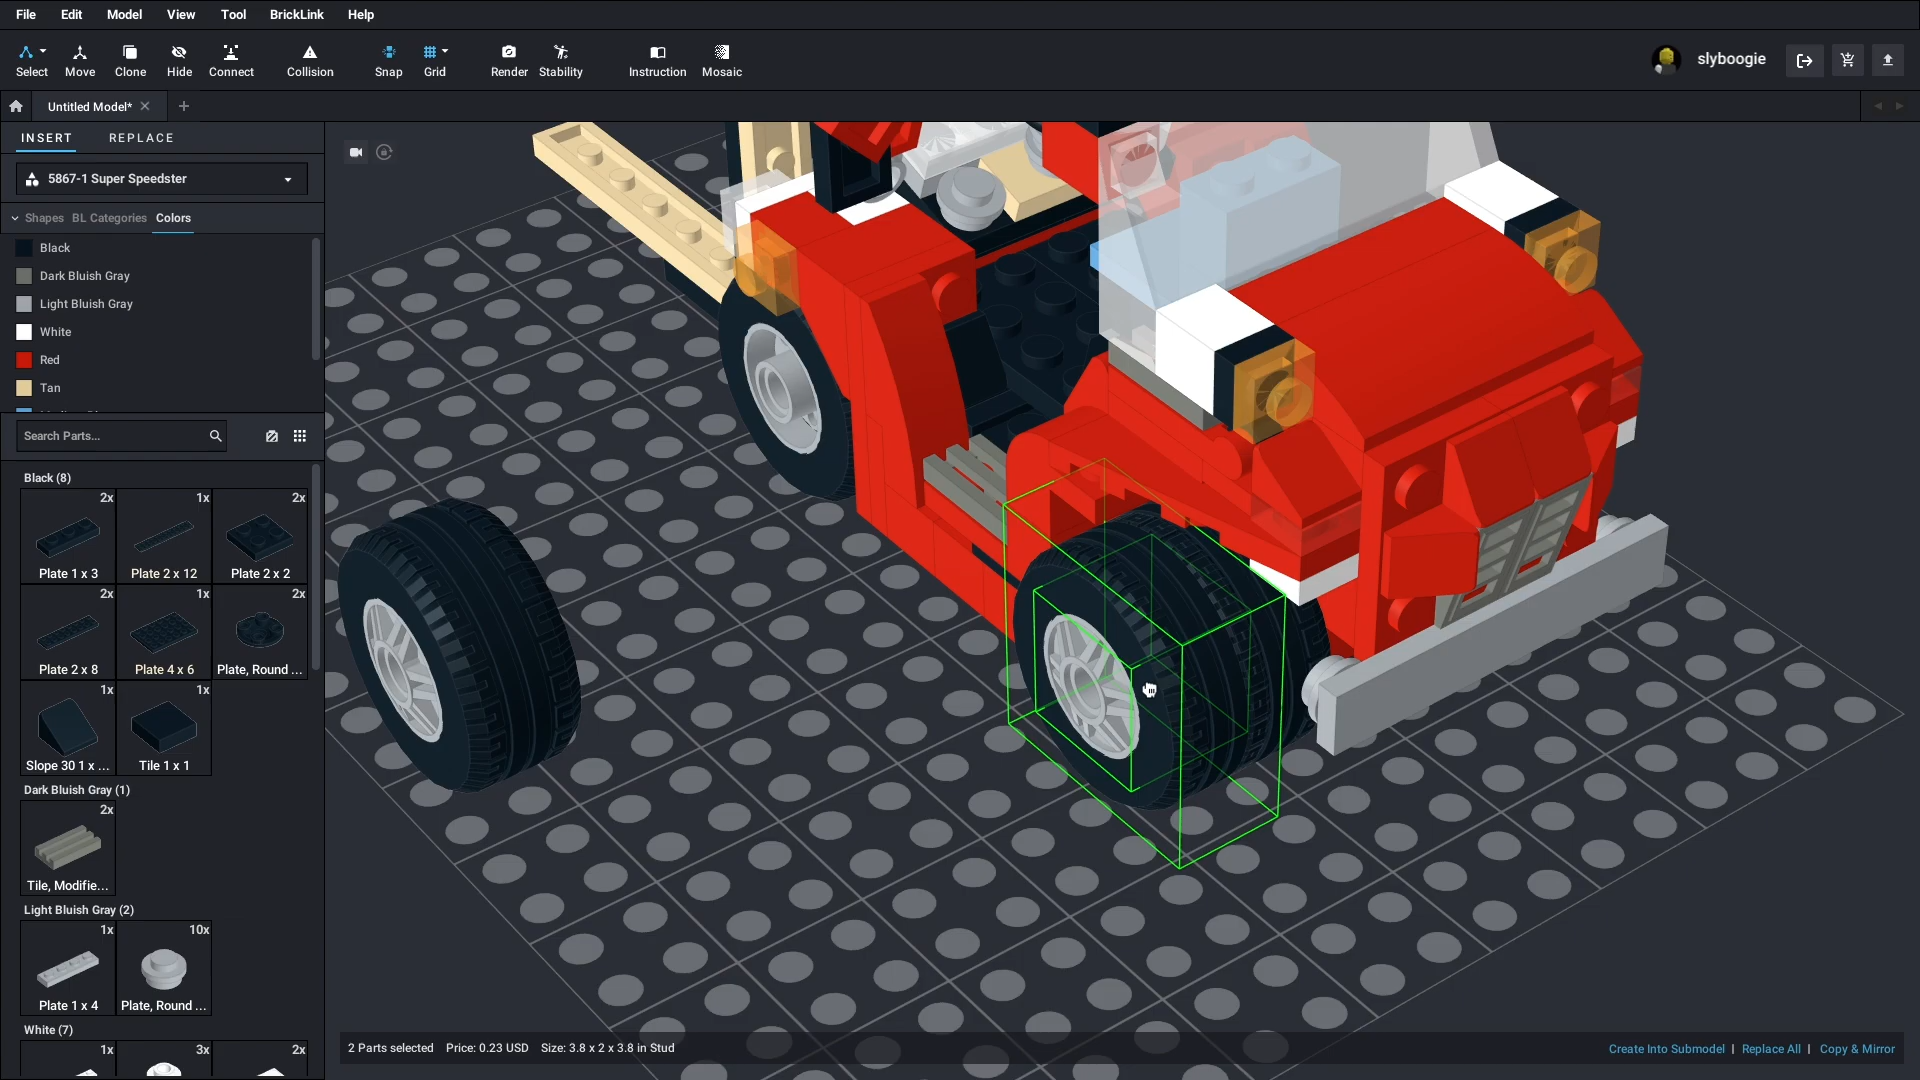 File Edit Model View Tool BrickLink Help
Select Move Clone Hide Connect Collision Snap Grid Render Stability Instruction Mosaic
slyboogie
Untitled Model*
INSERT REPLACE
5867-1 Super Speedster
Shapes BL Categories Colors
Black
Dark Bluish Gray
Light Bluish Gray
White
Red
Tan
Search Parts...
Black (8)
2x 1x 2x
Plate 1 x 3 Plate 2 x 12 Plate 2 x 2
2x 1x 2x
Plate 2 x 8 Plate 4 x 6 Plate, Round ...
1x 1x
Slope 30 1 x ... Tile 1 x 1
Dark Bluish Gray (1)
2x
Tile, Modifie...
Light Bluish Gray (2)
1x 10x
Plate 1 x 4 Plate, Round ...
White (7)
1x 3x 2x
2 Parts selected Price: 0.23 USD Size: 3.8 x 2 x 3.8 in Stud
Create Into Submodel | Replace All | Copy & Mirror